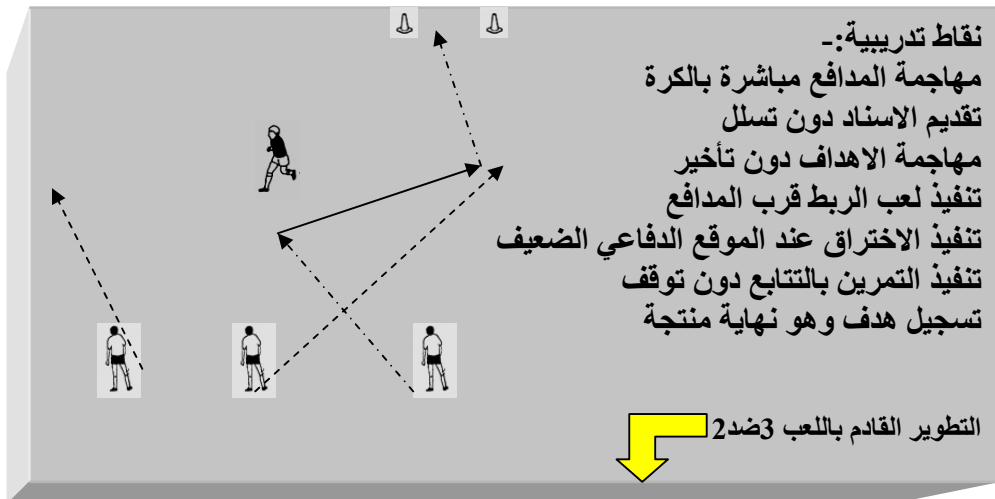 نقاط تدريبية:-
مهاجمة المدافع مباشرة بالكرة
تقديم الاسناد دون تسلل
مهاجمة الاهداف دون تأخير
تنفيذ لعب الربط قرب المدافع
تنفيذ الاختراق عند الموقع الدفاعي الضعيف
تنفيذ التمرين بالتتابع دون توقف
تسجيل هدف وهو نهاية منتجة
التطوير القادم باللعب 3ضد2